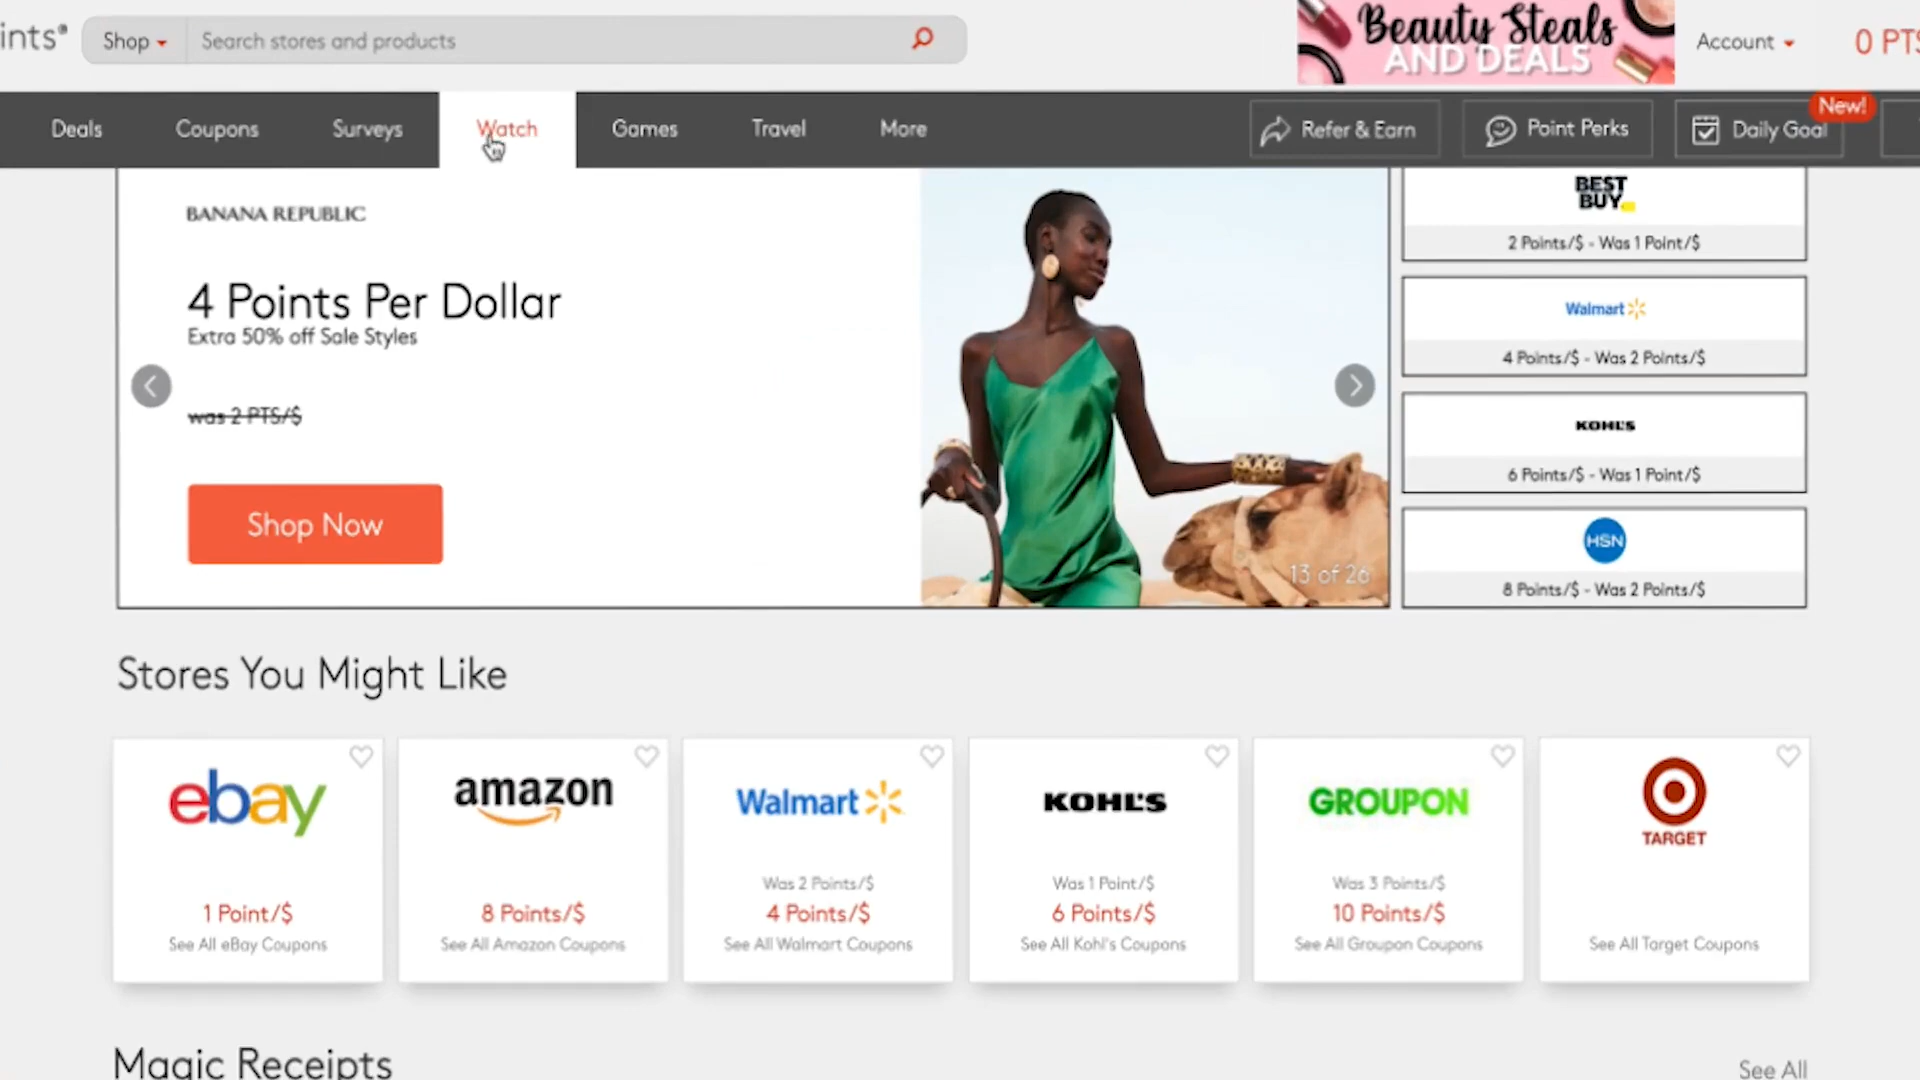 ints®
Shop
Search stores and products
Beauty Steals
AND DEALS
Account
0 PTS
Deals
Coupons
Surveys
Watch
Games
Travel
More
Refer & Earn
Point Perks
Daily Goal
New!
BANANA REPUBLIC
4 Points Per Dollar
Extra 50% off Sale Styles
was 2 PTS/$
Shop Now
13 of 26
BEST
BUY
2 Points/$ - Was 1 Point/$
Walmart
4 Points/$ - Was 2 Points/$
KOHL'S
6 Points/$ - Was 1 Point/$
HSN
8 Points/$ - Was 2 Points/$
Stores You Might Like
ebay
1 Point/$
See All eBay Coupons
amazon
8 Points/$
See All Amazon Coupons
Walmart
Was 2 Points/$
4 Points/$
See All Walmart Coupons
KOHL'S
Was 1 Point/$
6 Points/$
See All Kohl's Coupons
GROUPON
Was 3 Points/$
10 Points/$
See All Groupon Coupons
TARGET
See All Target Coupons
Magic Receipts
See All